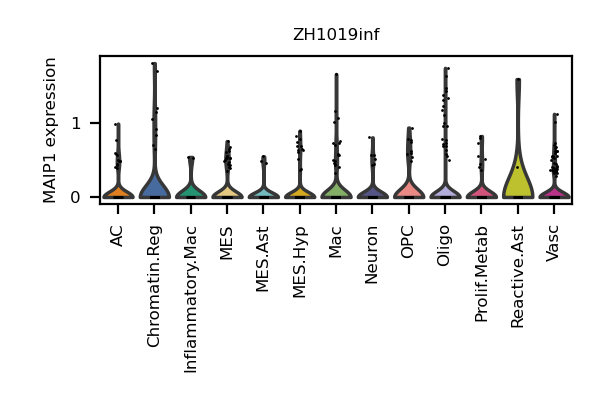 ZH1019inf
MAIP1 expression
1
0
AC
Chromatin.Reg
Inflammatory.Mac
MES
MES.Ast
MES.Hyp
Mac
Neuron
OPC
Oligo
Prolif.Metab
Reactive.Ast
Vasc